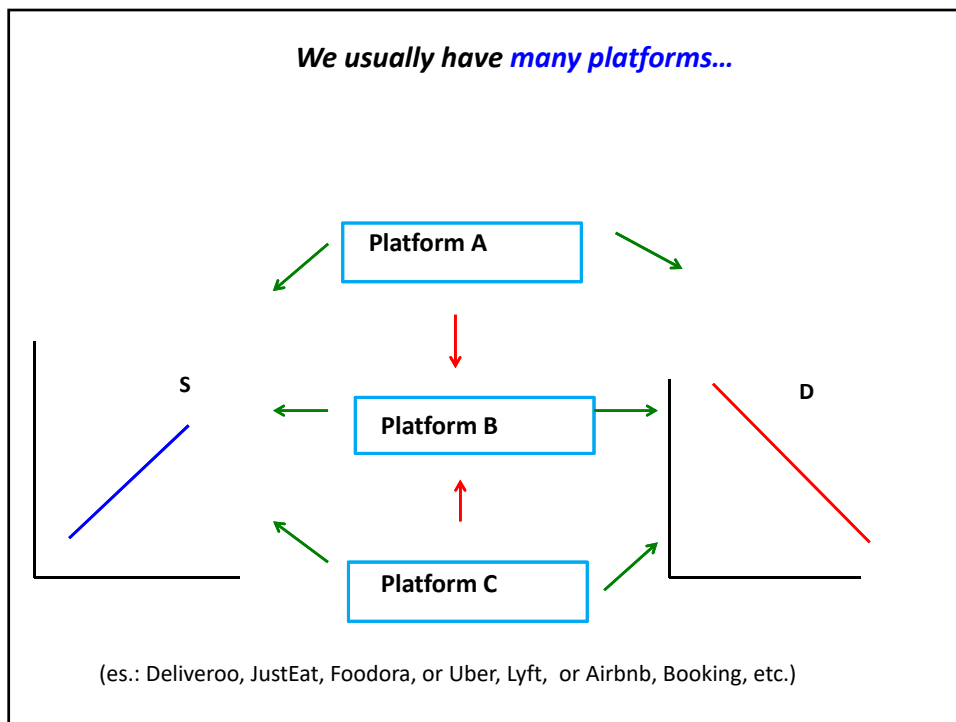 We usually have many platforms…
Platform A
S
Platform B
D
Platform C
(es.: Deliveroo, JustEat, Foodora, or Uber, Lyft, or Airbnb, Booking, etc.)